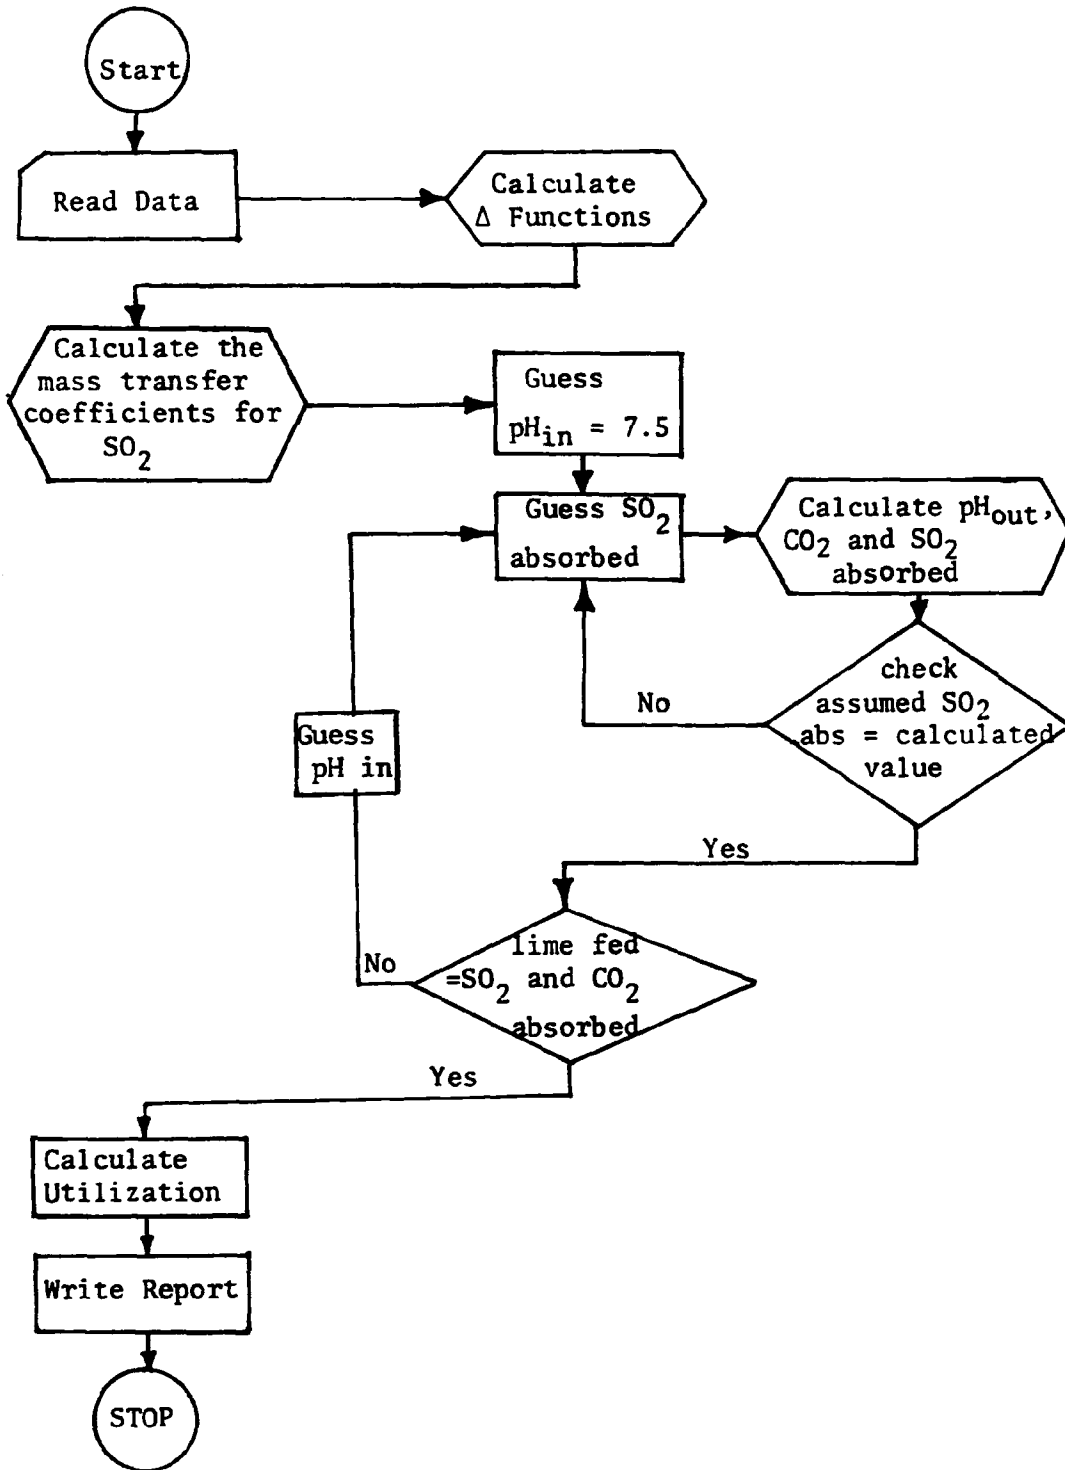 Start
Read Data
Calculate
Δ Functions
Calculate the
mass transfer
coefficients for
SO2
Guess
pHin = 7.5
Guess SO2
absorbed
Calculate pHout,
CO2 and SO2
absorbed
check
assumed SO2
abs = calculated
value
No
Guess
pH in
Yes
lime fed
=SO2 and CO2
absorbed
No
Yes
Calculate
Utilization
Write Report
STOP